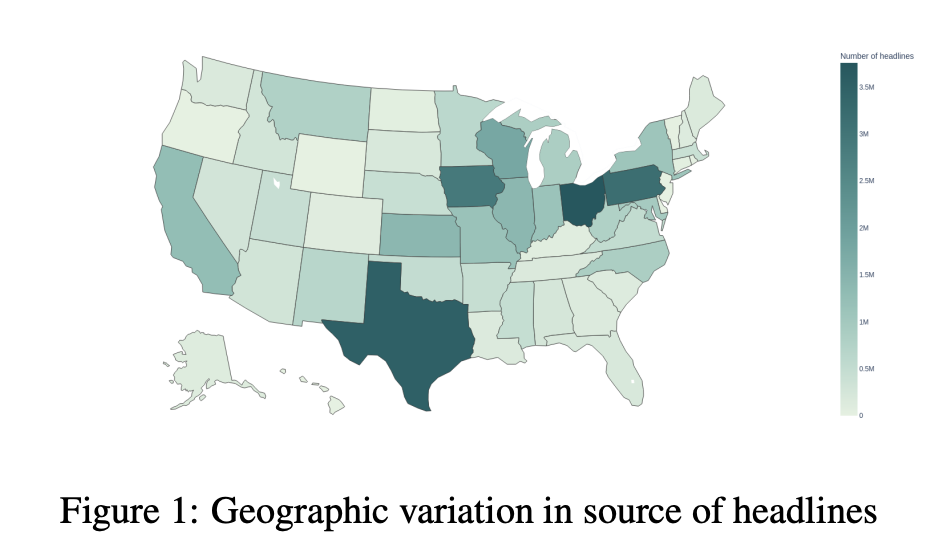 Number of headlines
3.5M
3M
2.5M
2M
1.5M
1M
0.5M
0
Figure 1: Geographic variation in source of headlines